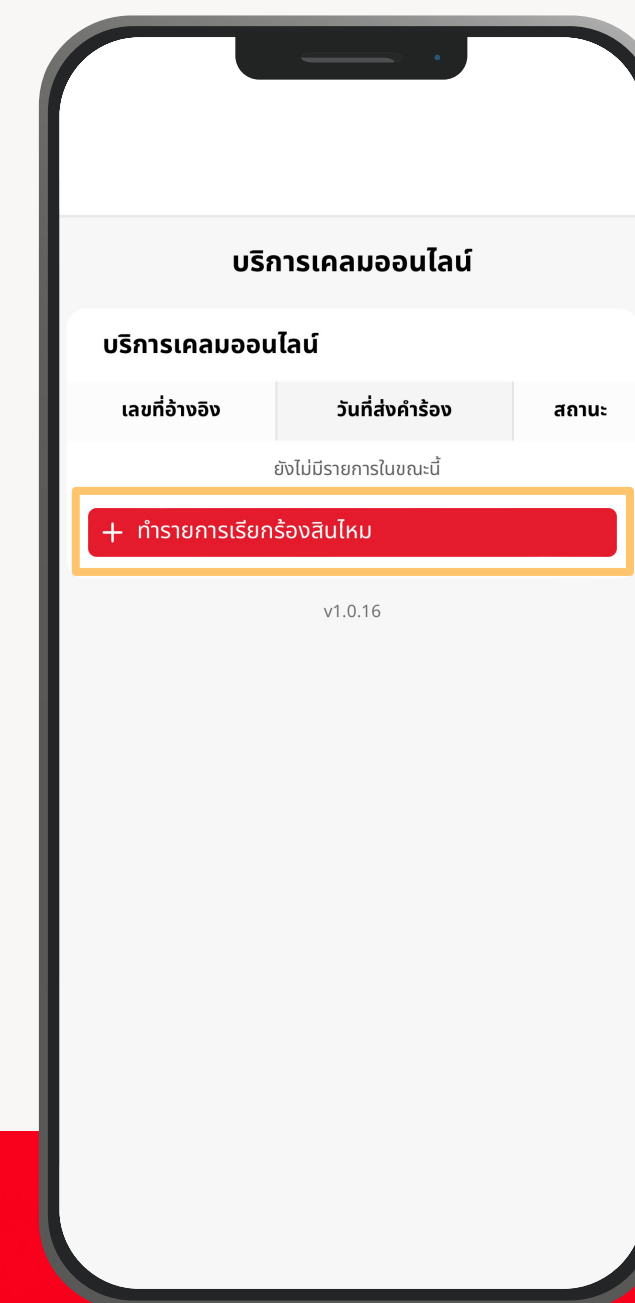 บริการเคลมออนไลน์
บริการเคลมออนไลน์
เลขที่อ้างอิง วันที่ส่งคำร้อง สถานะ
ยังไม่มีรายการในขณะนี้
+ ทำรายการเรียกร้องสินไหม
v1.0.16